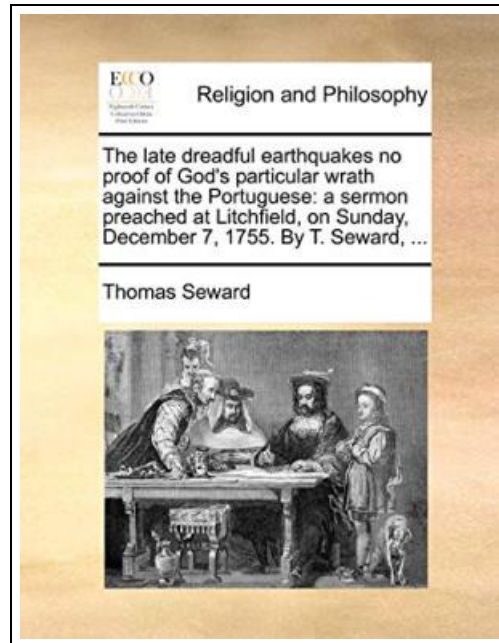 ECCO
Religion and Philosophy
The late dreadful earthquakes no
proof of God's particular wrath
against the Portuguese: a sermon
preached at Litchfield, on Sunday,
December 7, 1755. By T. Seward, ...
Thomas Seward